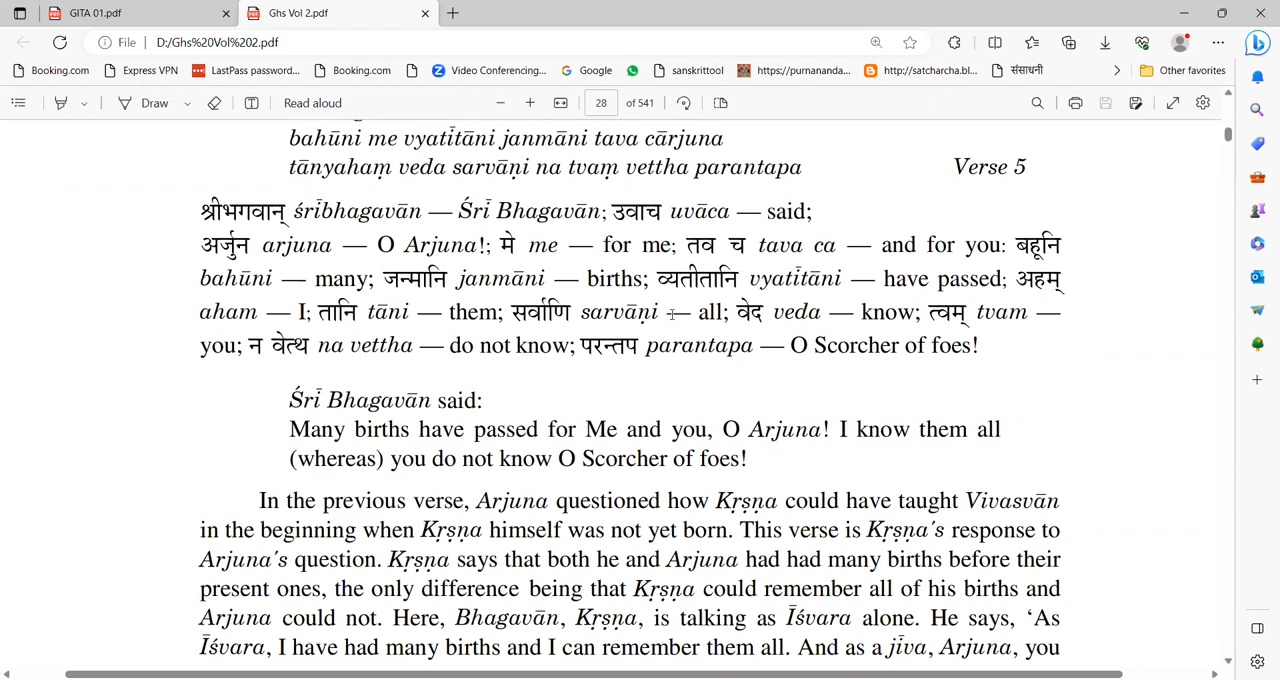 GITA 01.pdf
Ghs Vol 2.pdf
File D:/Ghs%20Vol%202.pdf
Booking.com Express VPN LastPass password... Booking.com Video Conferencing... Google sanskrittool https://purnananda... http://satcharcha.bl... संसाधनी Other favorites
Draw Read aloud 28 of 541
bahūni me vyatītāni janmāni tava cārjuna
tānyahaṃ veda sarvāṇi na tvaṃ vettha parantapa Verse 5
श्रीभगवान् śrībhagavān — Śrī Bhagavān; उवाच uvāca — said;
अर्जुन arjuna — O Arjuna!; मे me — for me; तव च tava ca — and for you: बहूनि
bahūni — many; जन्मानि janmāni — births; व्यतीतानि vyatītāni — have passed; अहम्
aham — I; तानि tāni — them; सर्वाणि sarvāṇi — all; वेद veda — know; त्वम् tvam —
you; न वेत्थ na vettha — do not know; परन्तप parantapa — O Scorcher of foes!
Śrī Bhagavān said:
Many births have passed for Me and you, O Arjuna! I know them all
(whereas) you do not know O Scorcher of foes!
In the previous verse, Arjuna questioned how Kṛṣṇa could have taught Vivasvān
in the beginning when Kṛṣṇa himself was not yet born. This verse is Kṛṣṇa's response to
Arjuna's question. Kṛṣṇa says that both he and Arjuna had had many births before their
present ones, the only difference being that Kṛṣṇa could remember all of his births and
Arjuna could not. Here, Bhagavān, Kṛṣṇa, is talking as Īśvara alone. He says, ‘As
Īśvara, I have had many births and I can remember them all. And as a jīva, Arjuna, you